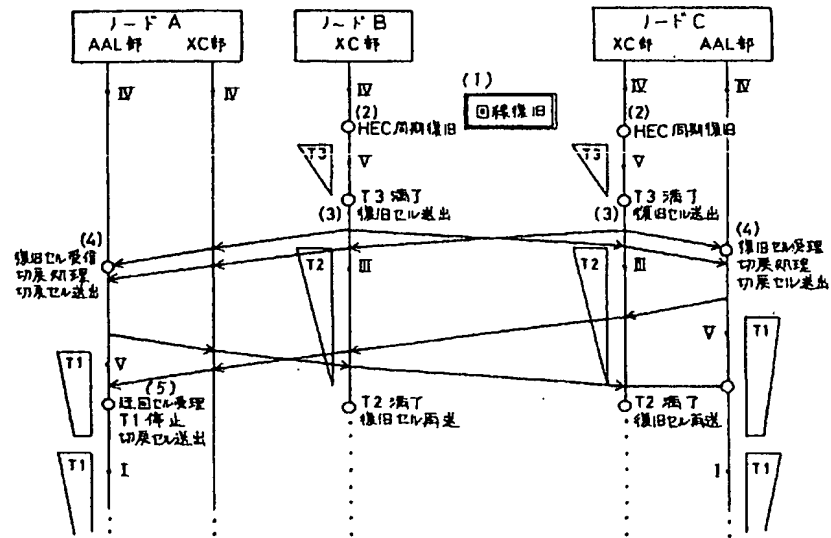 ノードA
AAL部 XC部
ノードB
XC部
ノードC
XC部 AAL部
IV
IV
IV
IV
IV
(1)
回線復旧
(2)
HEC同期復旧
(2)
HEC同期復旧
T3
V
T3
V
T3満了
(3) 復旧セル送出
T3満了
(3) 復旧セル送出
(4)
復旧セル受信
切戻処理
切戻セル送出
(4)
復旧セル受理
切戻処理
切戻セル送出
T2
III
T2
III
T1
V
V
T1
(5)
迂回セル受理
T1停止
切戻セル送出
T2満了
復旧セル再送
T2満了
復旧セル再送
T1
I
I
T1